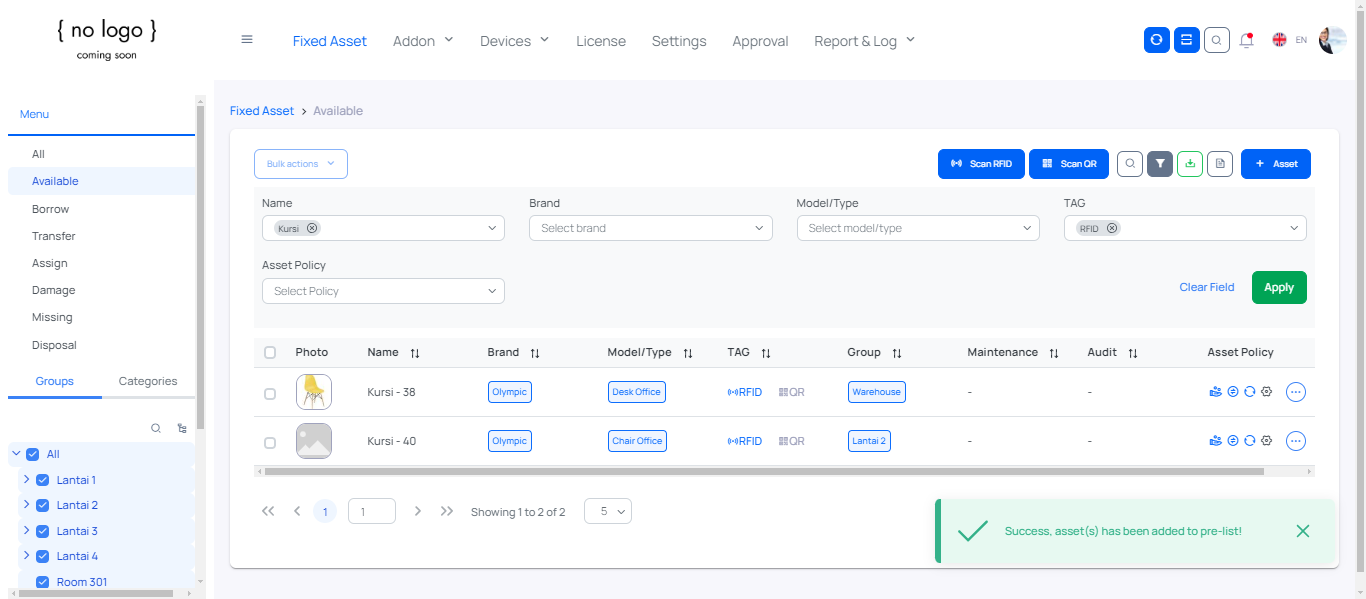 { no logo }
coming soon
Fixed Asset
Addon
Devices
License
Settings
Approval
Report & Log
EN
Menu
All
Available
Borrow
Transfer
Assign
Damage
Missing
Disposal
Groups Categories
All
Lantai 1
Lantai 2
Lantai 3
Lantai 4
Room 301
Fixed Asset > Available
Bulk actions
Scan RFID
Scan QR
+ Asset
Name Brand Model/Type TAG
Kursi Select brand Select model/type RFID
Asset Policy
Select Policy
Clear Field
Apply
Photo Name Brand Model/Type TAG Group Maintenance Audit Asset Policy
Kursi - 38 Olympic Desk Office RFID QR Warehouse - -
Kursi - 40 Olympic Chair Office RFID QR Lantai 2 - -
1 1 Showing 1 to 2 of 2 5
Success, asset(s) has been added to pre-list!